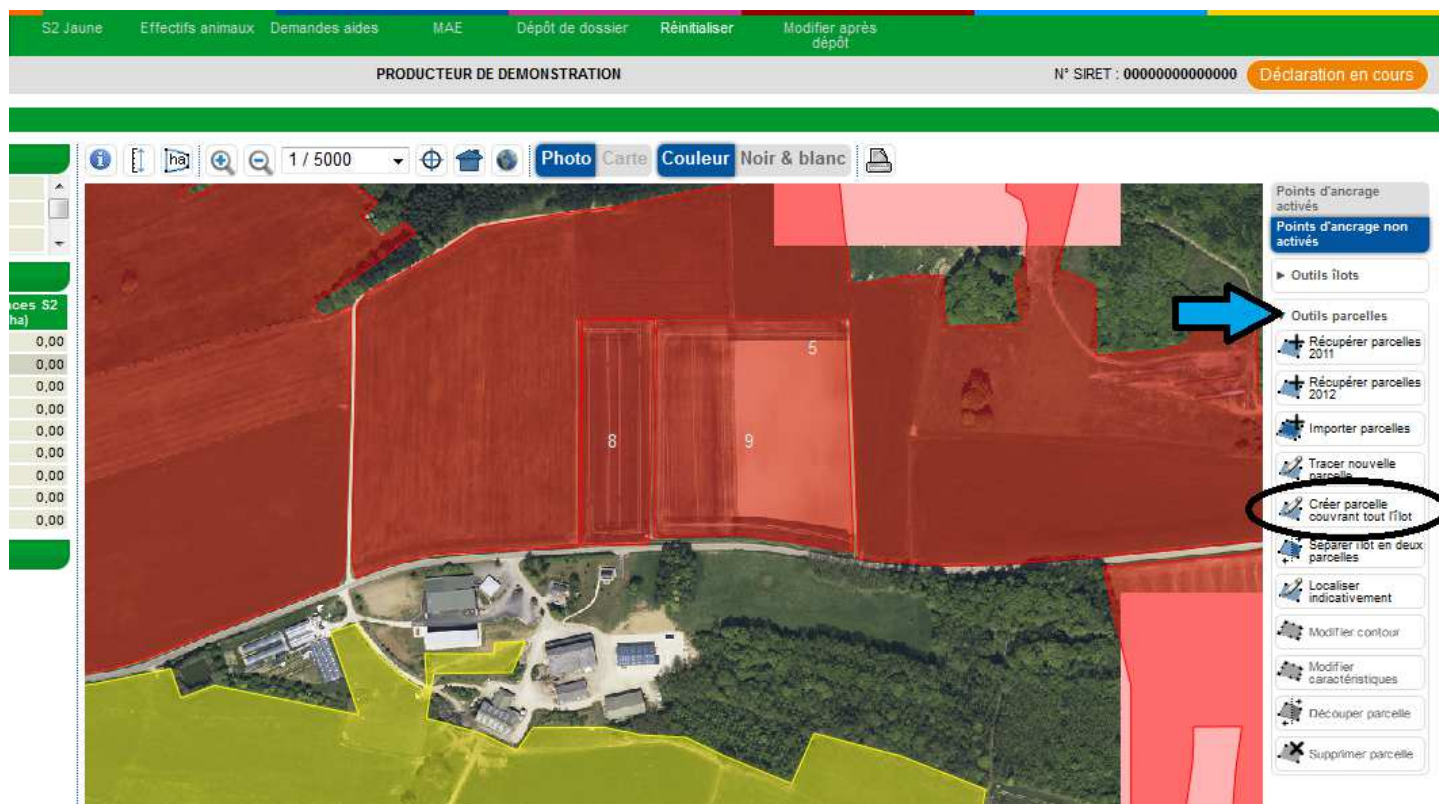 S2 Jaune Effectifs animaux Demandes aides MAE Dépôt de dossier Réinitialiser Modifier après
dépôt
PRODUCTEUR DE DEMONSTRATION N° SIRET : 00000000000000 Déclaration en cours
ha 1 / 5000 Photo Carte Couleur Noir & blanc
Points d'ancrage
activés
Points d'ancrage non
activés
Outils îlots
Outils parcelles
Récupérer parcelles
2011
Récupérer parcelles
2012
Importer parcelles
Tracer nouvelle
parcelle
Créer parcelle
couvrant tout l'îlot
Séparer îlot en deux
parcelles
Localiser
indicativement
Modifier contour
Modifier
caractéristiques
Découper parcelle
Supprimer parcelle
S2
ha)
0,00
0,00
0,00
0,00
0,00
0,00
0,00
0,00
0,00
5
8
9